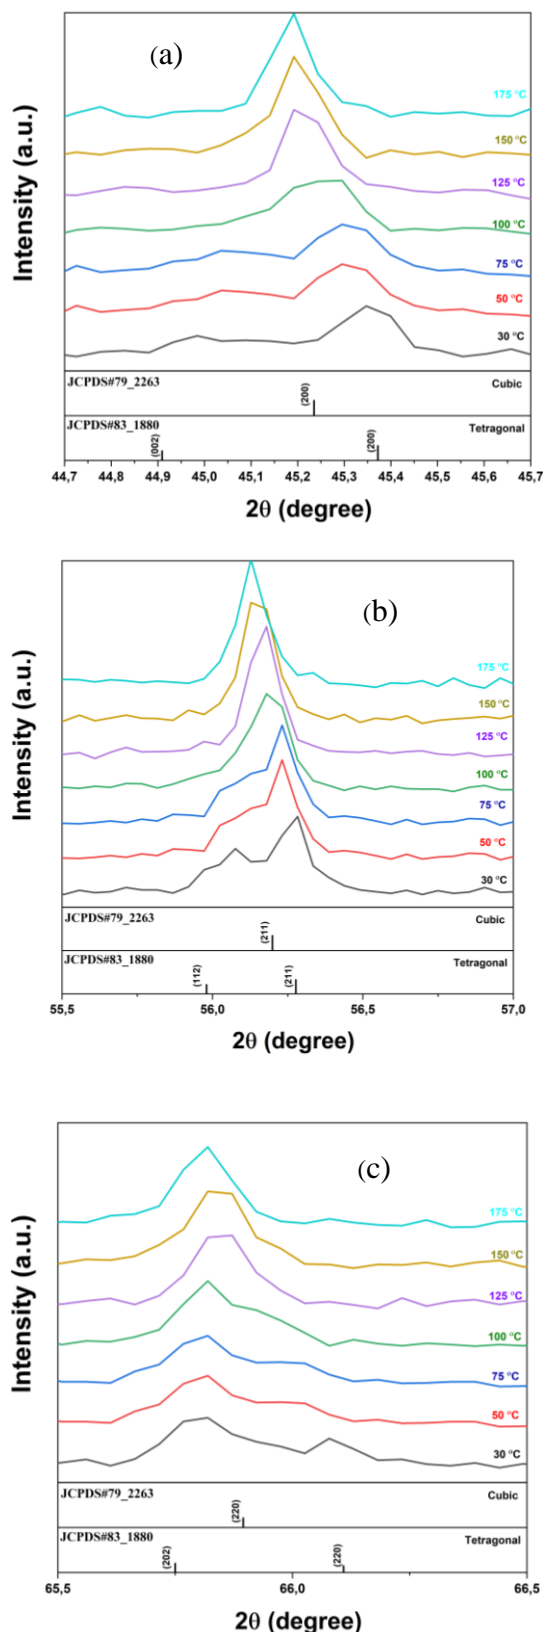 (a)
Intensity (a.u.)
175 °C
150 °C
125 °C
100 °C
75 °C
50 °C
30 °C
JCPDS#79_2263
Cubic
(200)
JCPDS#83_1880
Tetragonal
(002)
(200)
44,7 44,8 44,9 45,0 45,1 45,2 45,3 45,4 45,5 45,6 45,7
2θ (degree)
(b)
Intensity (a.u.)
175 °C
150 °C
125 °C
100 °C
75 °C
50 °C
30 °C
JCPDS#79_2263
Cubic
(211)
JCPDS#83_1880
Tetragonal
(112)
(211)
55,5 56,0 56,5 57,0
2θ (degree)
(c)
Intensity (a.u.)
175 °C
150 °C
125 °C
100 °C
75 °C
50 °C
30 °C
JCPDS#79_2263
Cubic
(220)
JCPDS#83_1880
Tetragonal
(202)
(220)
65,5 66,0 66,5
2θ (degree)